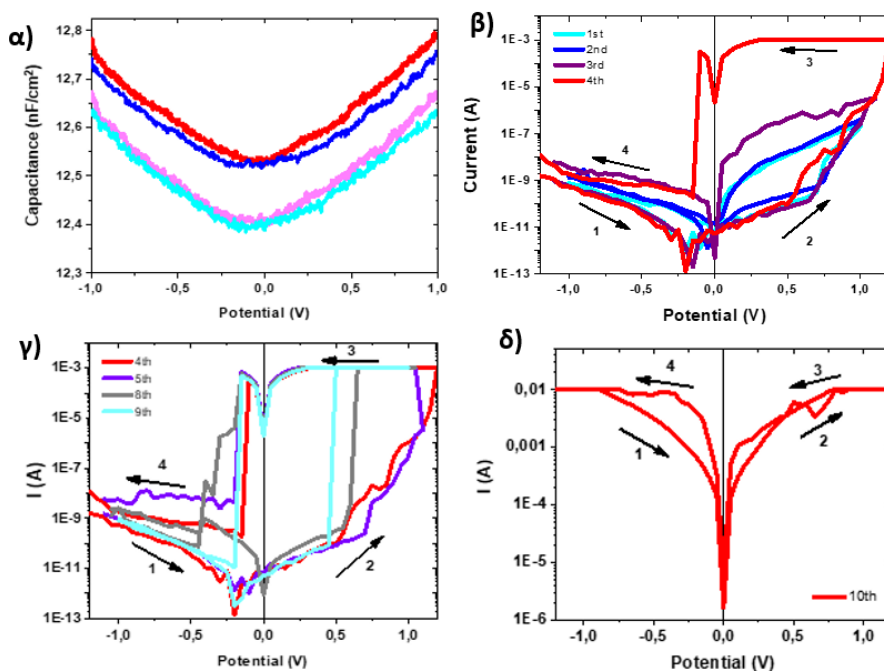 α)
12,8
12,7
12,6
12,5
12,4
12,3
Capacitance (nF/cm²)
-1,0 -0,5 0,0 0,5 1,0
Potential (V)
β)
1st
2nd
3rd
4th
1E-3
1E-5
1E-7
1E-9
1E-11
1E-13
Current (A)
3
4
1
2
-1,0 -0,5 0,0 0,5 1,0
Potential (V)
γ)
4th
5th
8th
9th
1E-3
1E-5
1E-7
1E-9
1E-11
1E-13
I (A)
3
4
1
2
-1,0 -0,5 0,0 0,5 1,0
Potential (V)
δ)
0,01
0,001
1E-4
1E-5
1E-6
I (A)
4
3
1
2
10th
-1,0 -0,5 0,0 0,5 1,0
Potential (V)